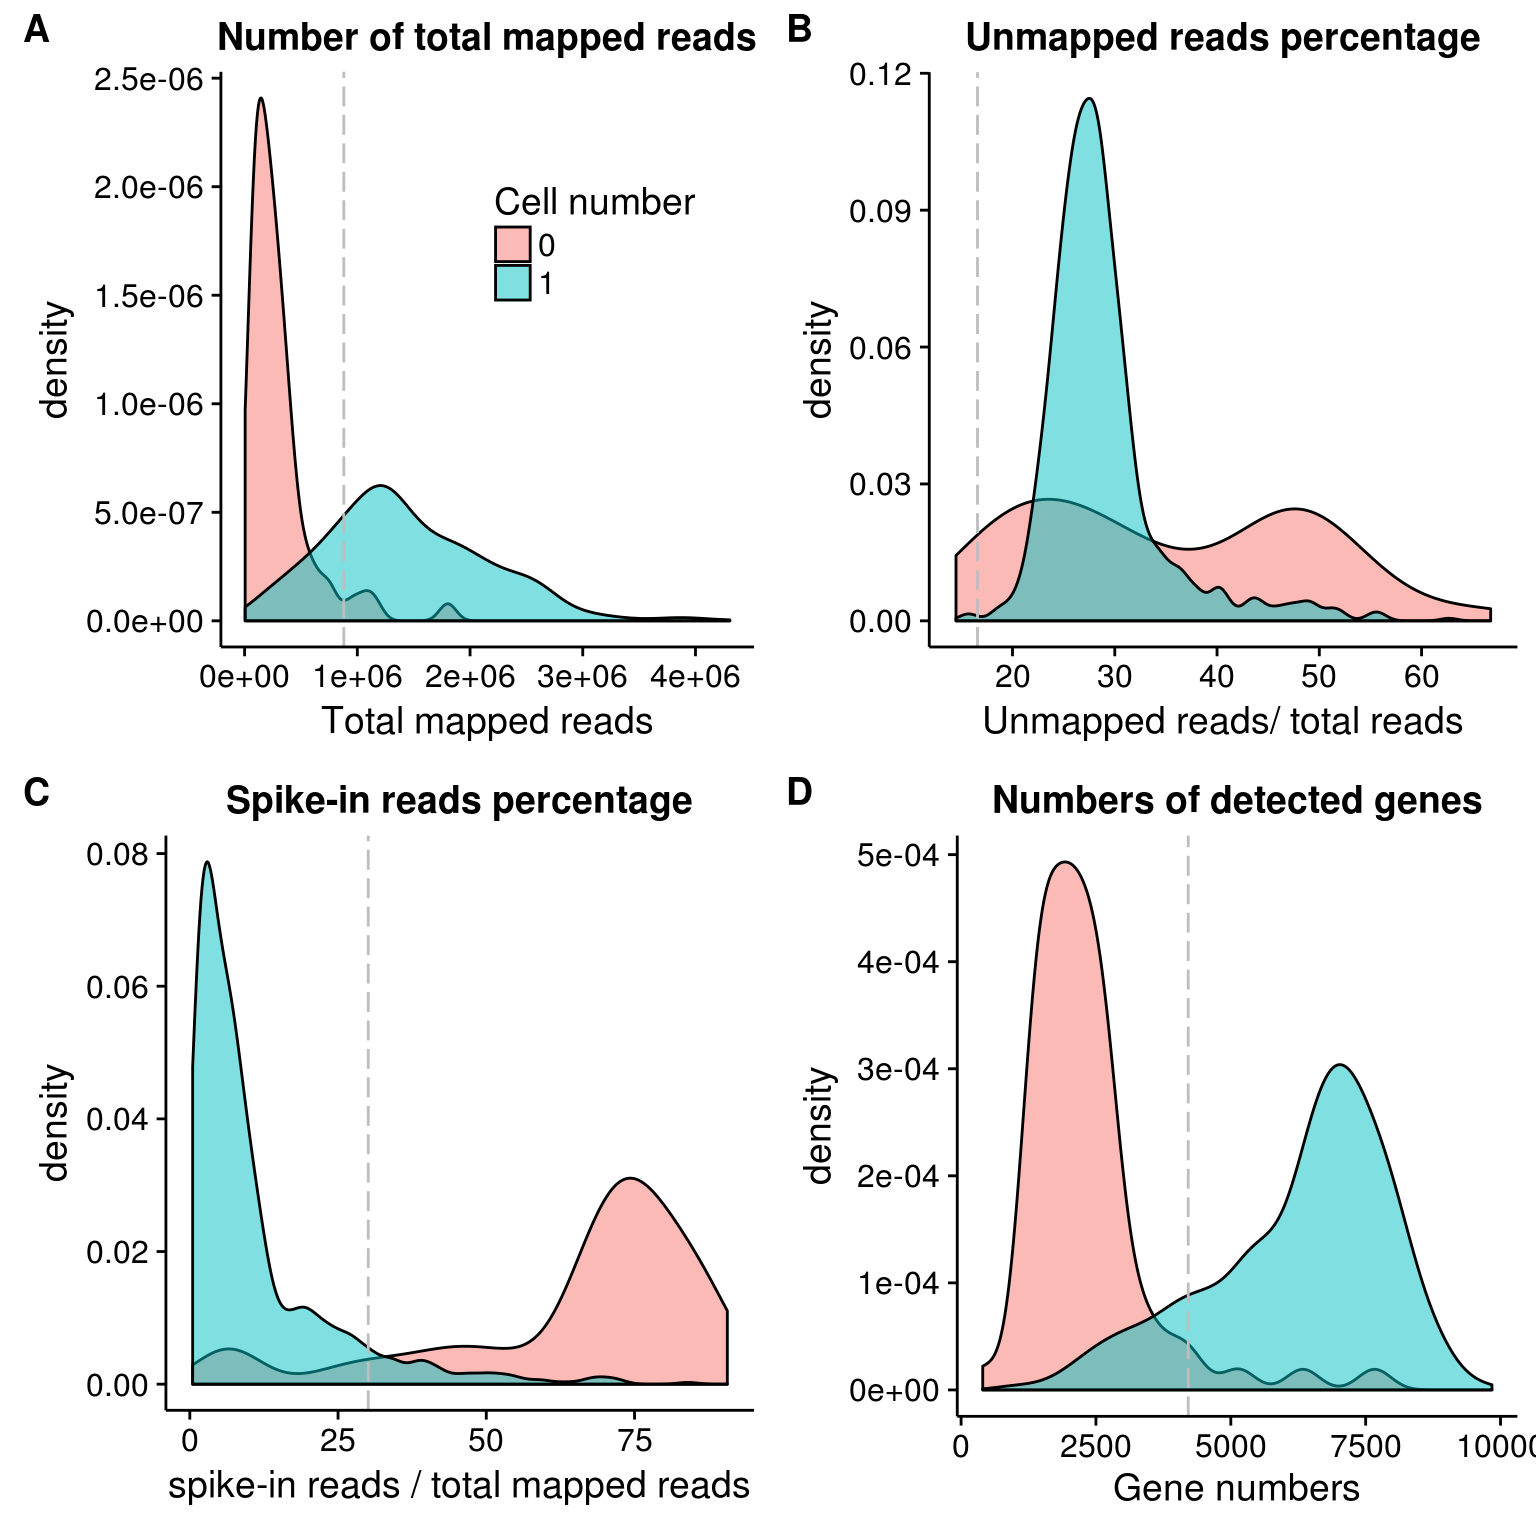 A
Number of total mapped reads
2.5e-06
2.0e-06
1.5e-06
1.0e-06
5.0e-07
0.0e+00
density
Cell number
0
1
0e+00 1e+06 2e+06 3e+06 4e+06
Total mapped reads
B
Unmapped reads percentage
0.12
0.09
0.06
0.03
0.00
density
20 30 40 50 60
Unmapped reads/ total reads
C
Spike-in reads percentage
0.08
0.06
0.04
0.02
0.00
density
0 25 50 75
spike-in reads / total mapped reads
D
Numbers of detected genes
5e-04
4e-04
3e-04
2e-04
1e-04
0e+00
density
0 2500 5000 7500 10000
Gene numbers